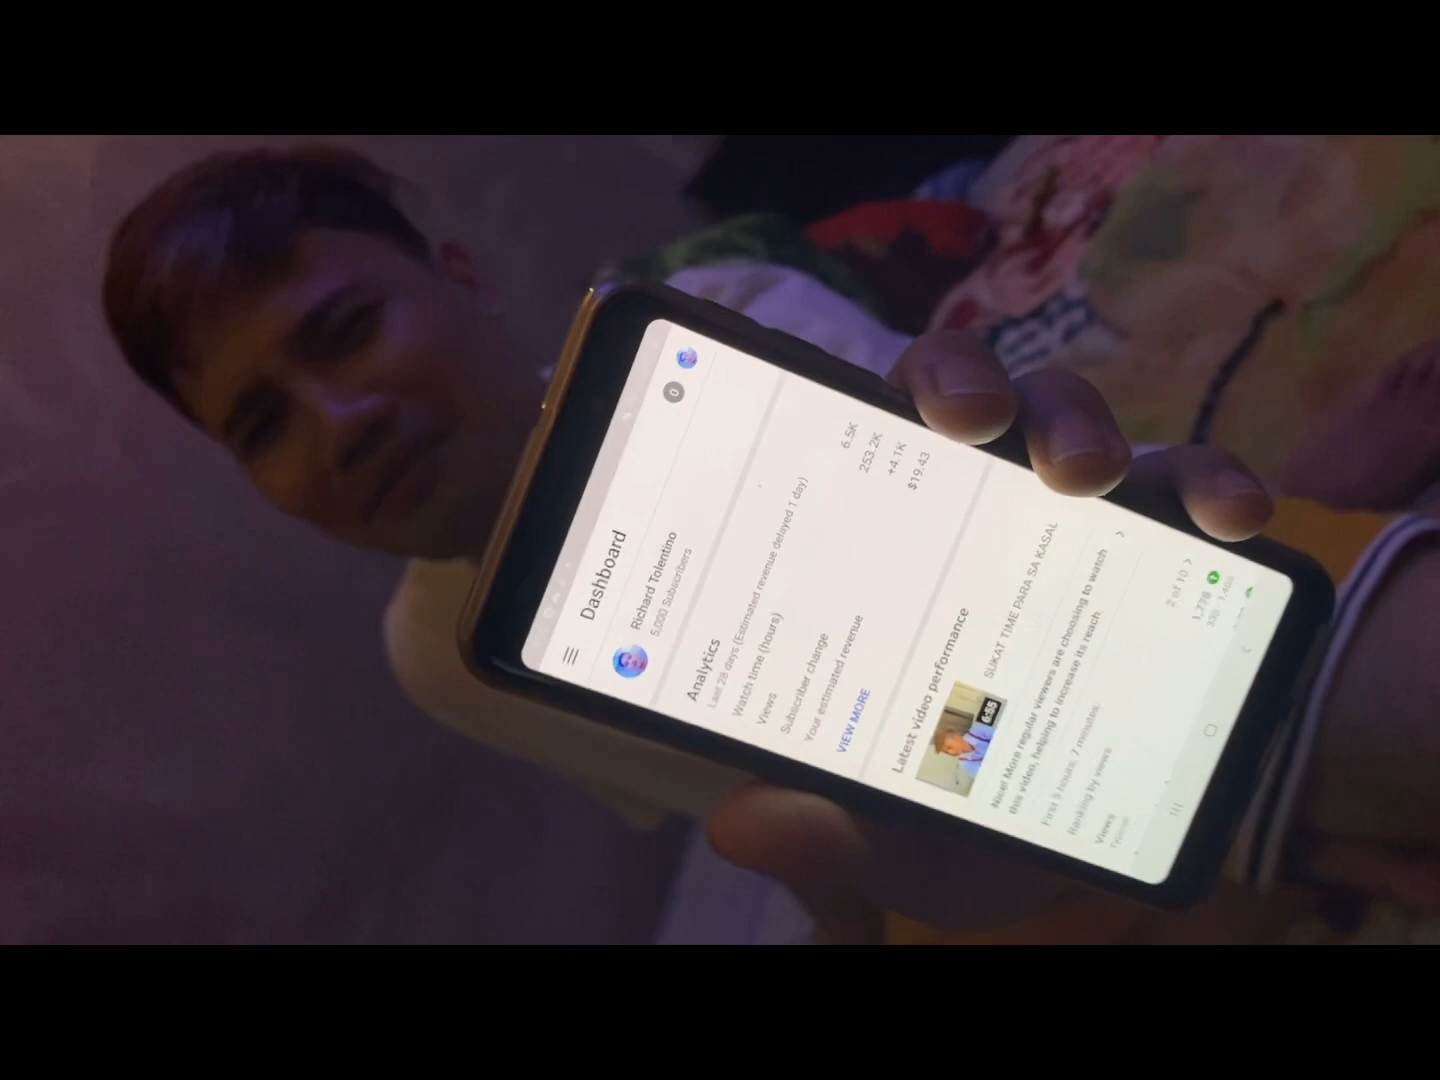 Dashboard
0
Richard Tolentino
5,000 Subscribers
Analytics
Last 28 days (Estimated revenue delayed 1 day)
Watch time (hours) 6.5K
Views 253.2K
Subscriber change +4.1K
Your estimated revenue $19.43
VIEW MORE
Latest video performance
6:55
SUKAT TIME PARA SA KASAL
Nice! More regular viewers are choosing to watch
this video, helping to increase its reach.
First 5 hours, 7 minutes:
Ranking by views 2 of 10
Views 1,778
Typical